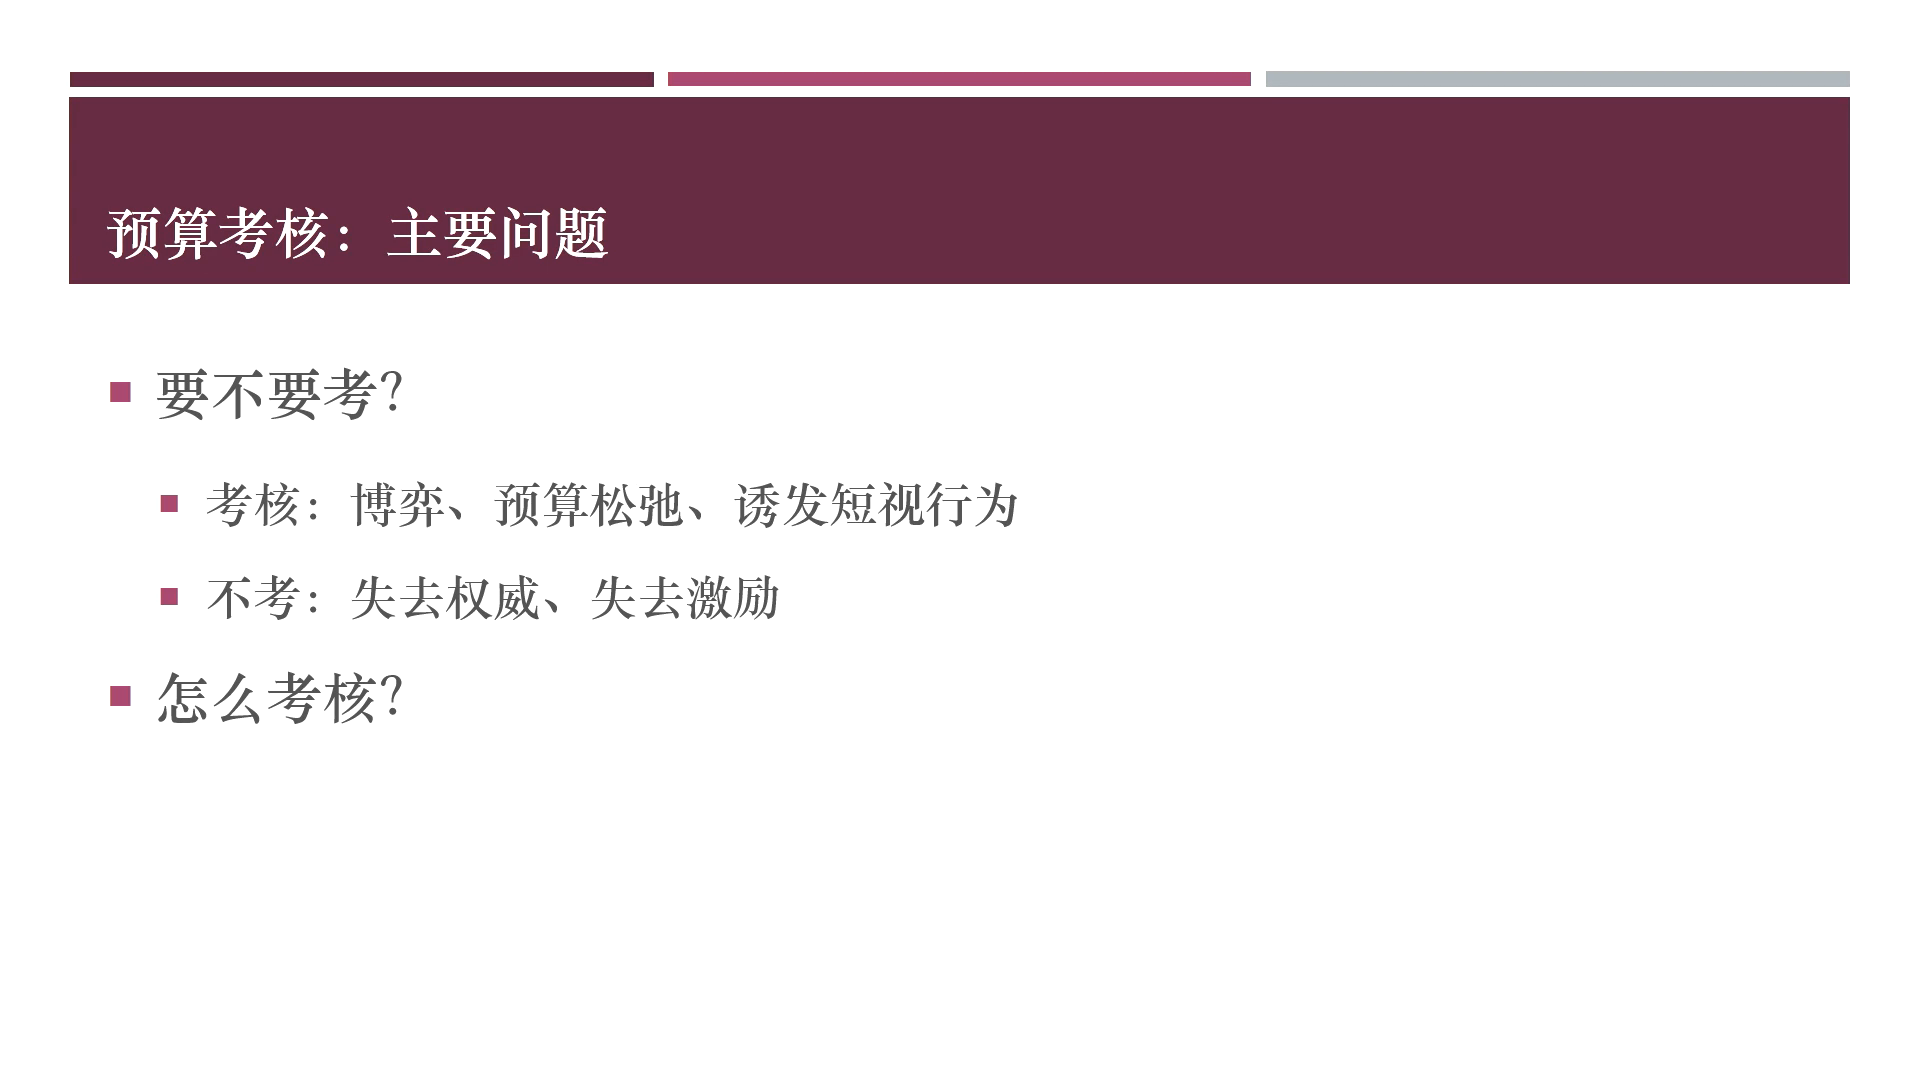 预算考核：主要问题
要不要考？
考核：博弈、预算松弛、诱发短视行为
不考：失去权威、失去激励
怎么考核？